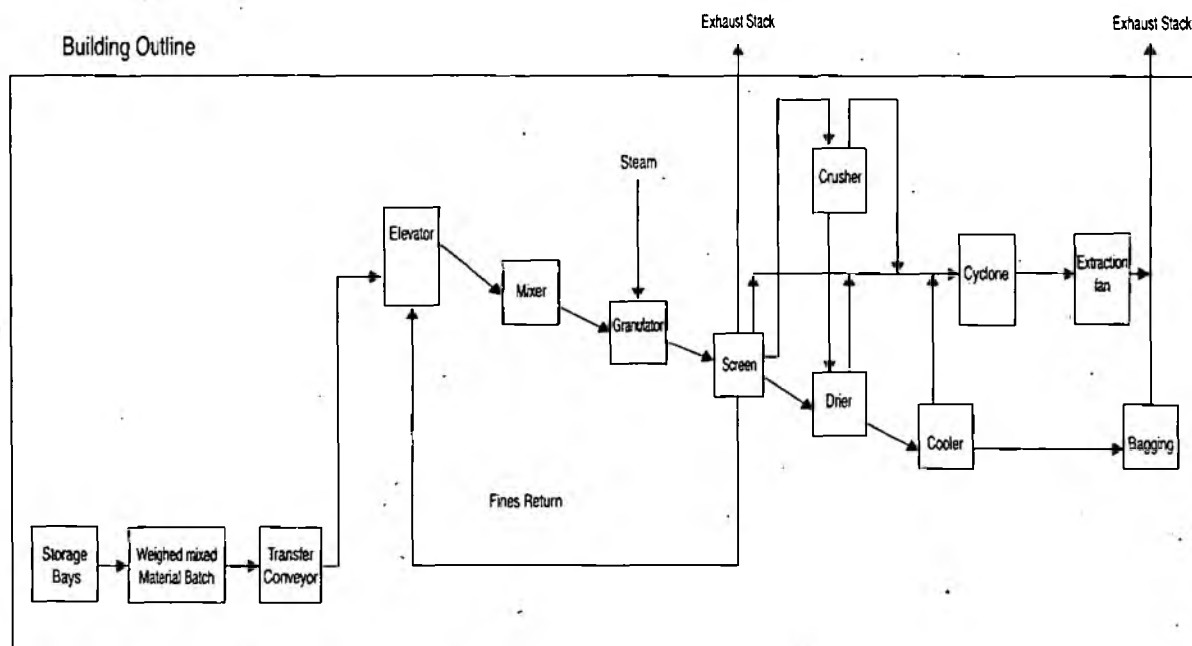 Exhaust Stack
Exhaust Stack
Building Outline
Steam
Crusher
Elevator
Mixer
Granulator
Cyclone
Extraction
fan
Screen
Drier
Cooler
Bagging
Fines Return
Storage
Bays
Weighed mixed
Material Batch
Transfer
Conveyor